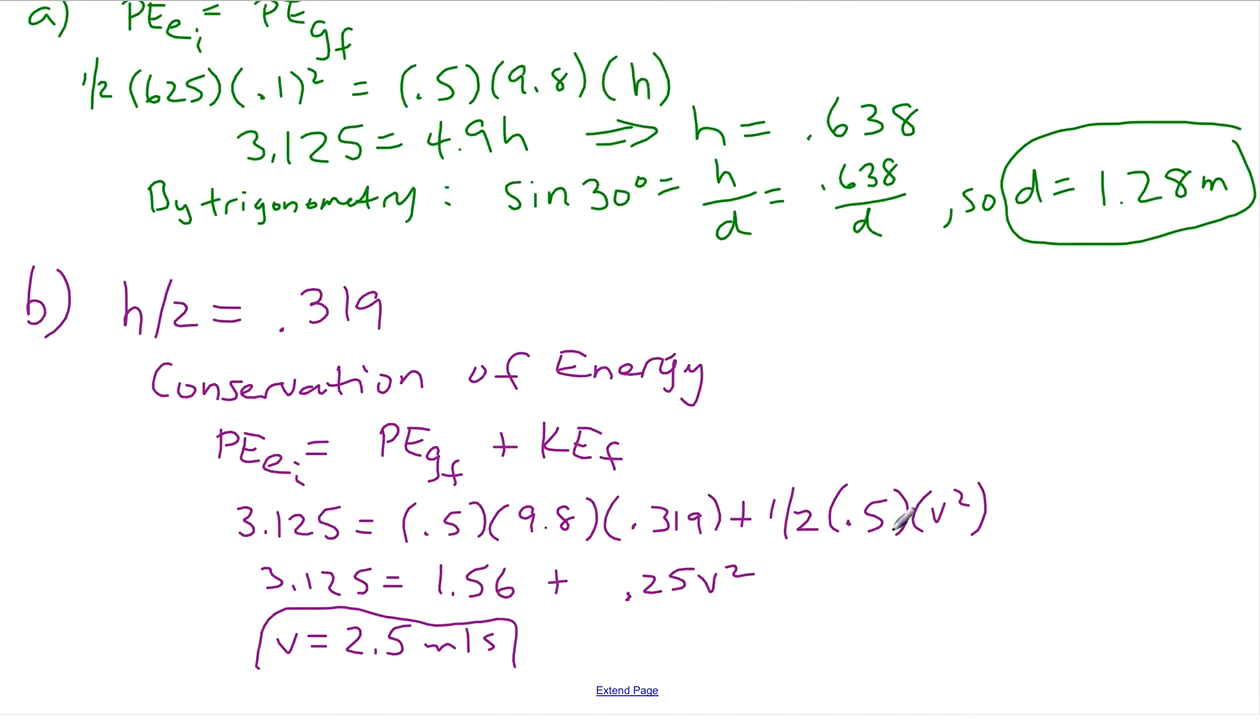 a) PEei = PEgf
1/2 (625)(.1)² = (.5)(9.8)(h)
3.125 = 4.9h ⟹ h = .638
By trigonometry : sin 30° = h/d = .638/d , so d = 1.28m
b) h/2 = .319
Conservation of Energy
PEei = PEgf + KEf
3.125 = (.5)(9.8)(.319) + 1/2 (.5)(v²)
3.125 = 1.56 + .25v²
v = 2.5 m/s
Extend Page